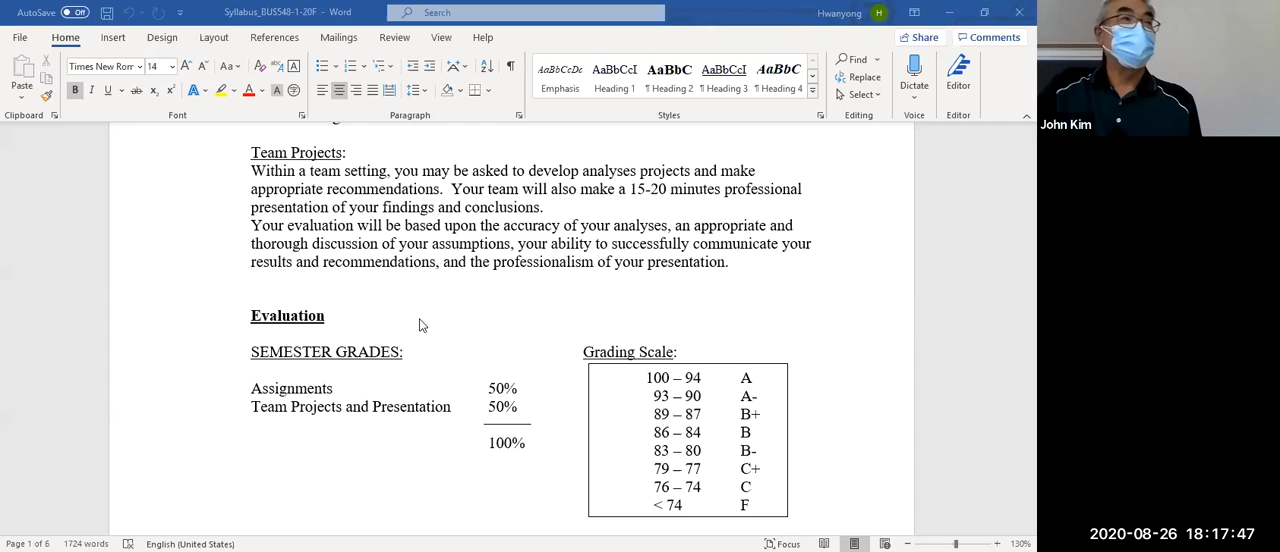 AutoSave Off Syllabus_BUS548-1-20F - Word Search Hwanyong H
File Home Insert Design Layout References Mailings Review View Help Share Comments
Times New Ror 14 Aa A
Paste B I U ab x₂ x² A A A
Emphasis Heading 1 ¶ Heading 2 ¶ Heading 3 ¶ Heading 4
Find Replace Select Dictate Editor
Clipboard Font Paragraph Styles Editing Voice Editor
John Kim
Team Projects:
Within a team setting, you may be asked to develop analyses projects and make
appropriate recommendations. Your team will also make a 15-20 minutes professional
presentation of your findings and conclusions.
Your evaluation will be based upon the accuracy of your analyses, an appropriate and
thorough discussion of your assumptions, your ability to successfully communicate your
results and recommendations, and the professionalism of your presentation.
Evaluation
SEMESTER GRADES: Grading Scale:
100 – 94 A
Assignments 50% 93 – 90 A-
Team Projects and Presentation 50% 89 – 87 B+
86 – 84 B
100% 83 – 80 B-
79 – 77 C+
76 – 74 C
< 74 F
2020-08-26 18:17:47
Page 1 of 6 1724 words English (United States) Focus 130%